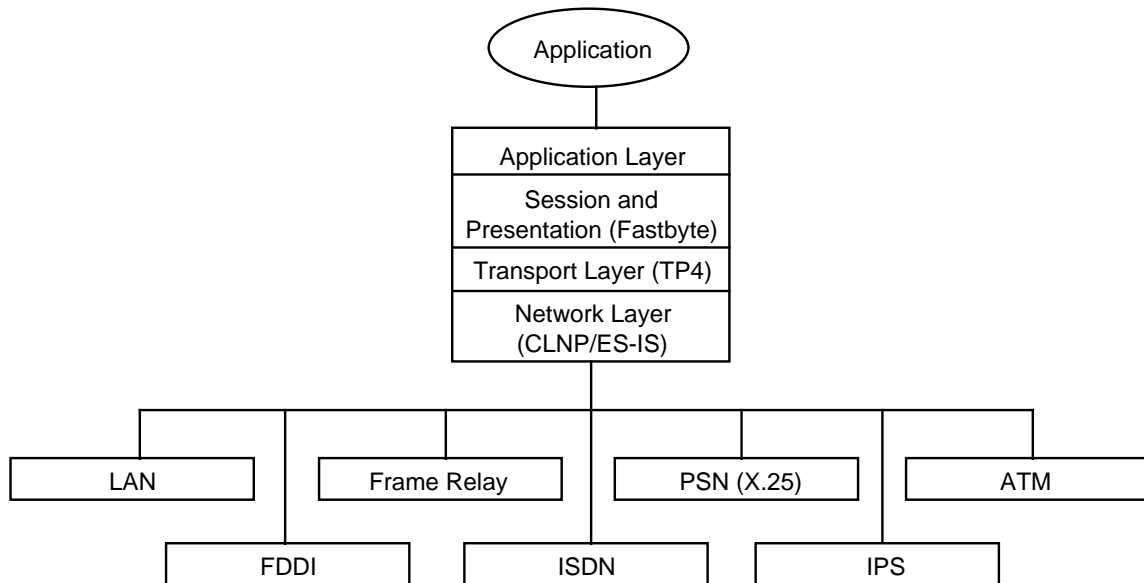 Application
Application Layer
Session and
Presentation (Fastbyte)
Transport Layer (TP4)
Network Layer
(CLNP/ES-IS)
LAN
Frame Relay
PSN (X.25)
ATM
FDDI
ISDN
IPS